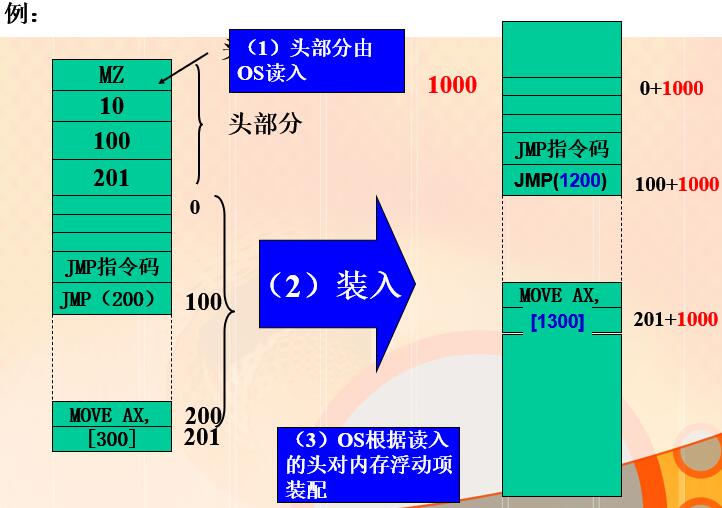 例：
（1）头部分由
OS读入
MZ
10
100
201
头部分
0
JMP指令码
JMP（200）
100
MOVE AX,
200
[300]
201
（2）装入
（3）OS根据读入
的头对内存浮动项
装配
1000
0+1000
JMP指令码
JMP(1200)
100+1000
MOVE AX,
[1300]
201+1000